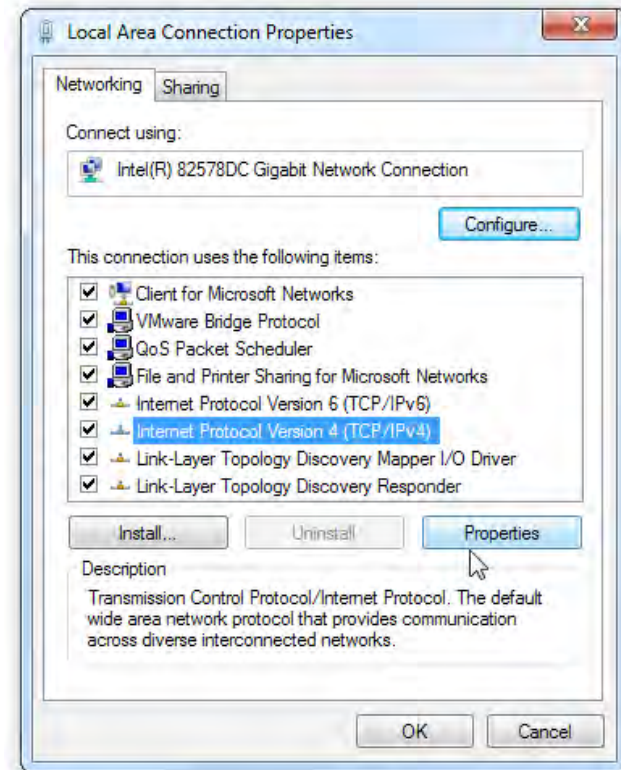 Local Area Connection Properties
Networking
Sharing
Connect using:
Intel(R) 82578DC Gigabit Network Connection
Configure...
This connection uses the following items:
Client for Microsoft Networks
VMware Bridge Protocol
QoS Packet Scheduler
File and Printer Sharing for Microsoft Networks
Internet Protocol Version 6 (TCP/IPv6)
Internet Protocol Version 4 (TCP/IPv4)
Link-Layer Topology Discovery Mapper I/O Driver
Link-Layer Topology Discovery Responder
Install...
Uninstall
Properties
Description
Transmission Control Protocol/Internet Protocol. The default
wide area network protocol that provides communication
across diverse interconnected networks.
OK
Cancel